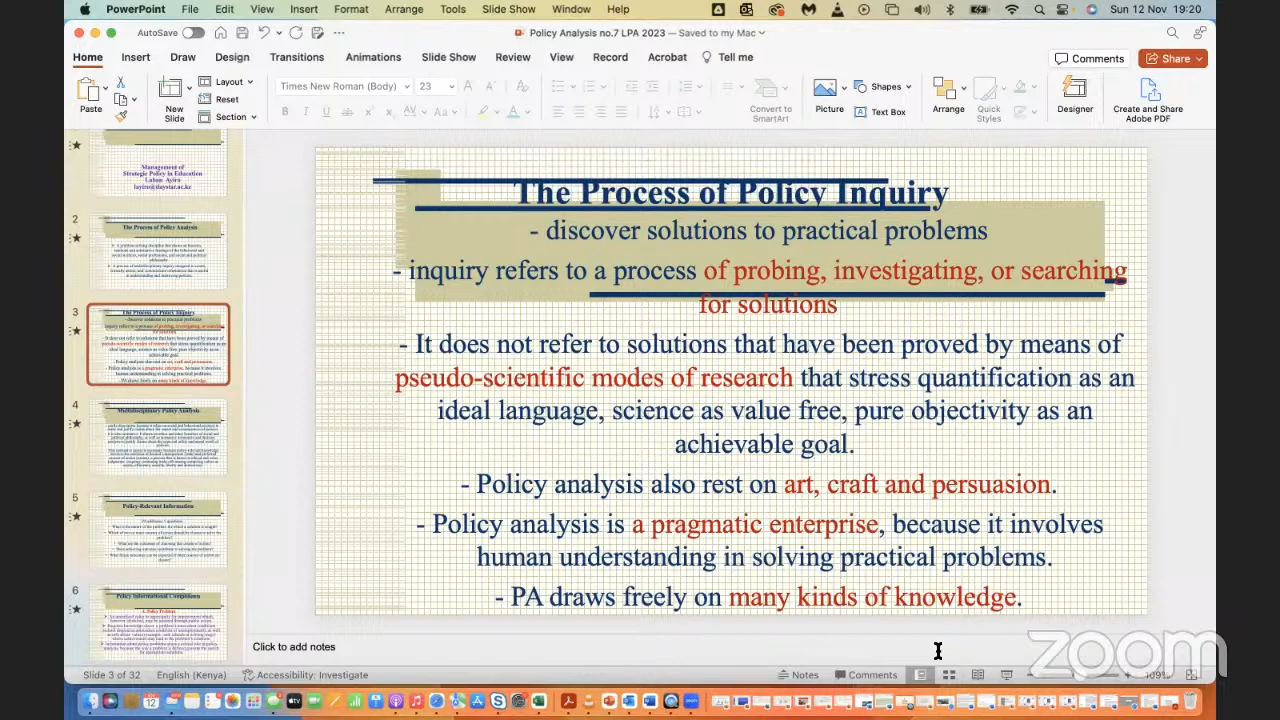 PowerPoint File Edit View Insert Format Arrange Tools Slide Show Window Help Sun 12 Nov 19:20
AutoSave Policy Analysis no.7 LPA 2023 — Saved to my Mac
Home Insert Draw Design Transitions Animations Slide Show Review View Record Acrobat Tell me Comments Share
Paste New Slide Layout Reset Section Times New Roman (Body) 23 Convert to SmartArt Picture Shapes Text Box Arrange Quick Styles Designer Create and Share Adobe PDF
Management of
Strategic Policy in Education
2
The Process of Policy Analysis
3
The Process of Policy Inquiry
4
Multidisciplinary Policy Analysis
5
Policy-Relevant Information
6
Policy Informational Components
The Process of Policy Inquiry
- discover solutions to practical problems
- inquiry refers to a process of probing, investigating, or searching
for solutions
- It does not refer to solutions that have been proved by means of
pseudo-scientific modes of research that stress quantification as an
ideal language, science as value free, pure objectivity as an
achievable goal.
- Policy analysis also rest on art, craft and persuasion.
- Policy analysis is a pragmatic enterprise, because it involves
human understanding in solving practical problems.
- PA draws freely on many kinds of knowledge.
Click to add notes
Slide 3 of 32 English (Kenya) Accessibility: Investigate Notes Comments 109%
zoom